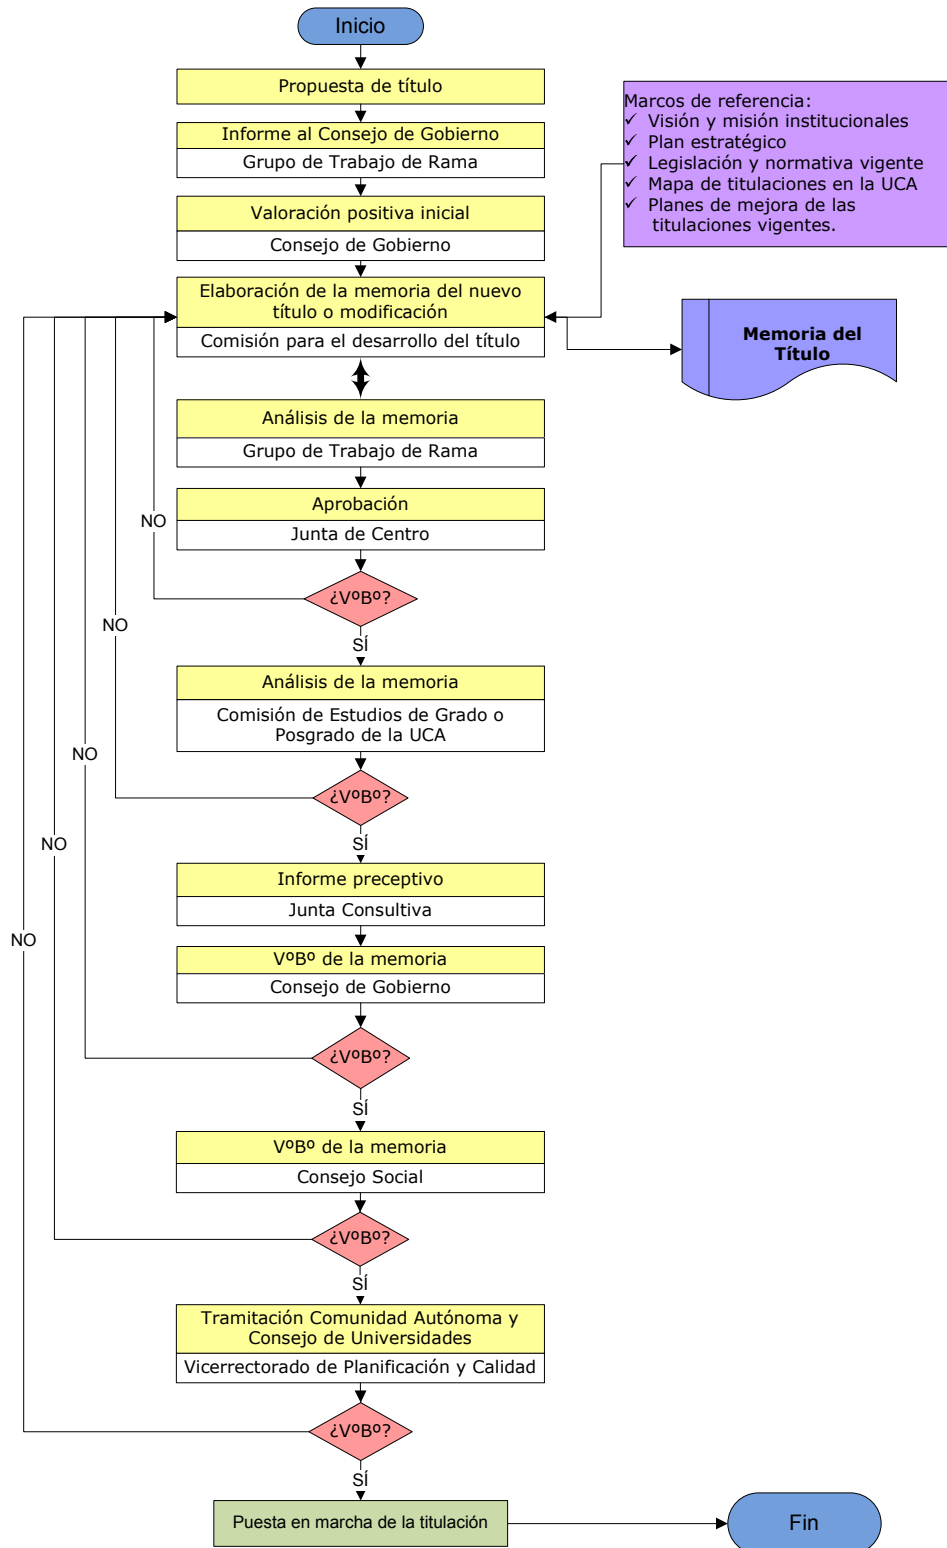 Inicio
Propuesta de título
Informe al Consejo de Gobierno
Grupo de Trabajo de Rama
Valoración positiva inicial
Consejo de Gobierno
Marcos de referencia:
✓ Visión y misión institucionales
✓ Plan estratégico
✓ Legislación y normativa vigente
✓ Mapa de titulaciones en la UCA
✓ Planes de mejora de las
titulaciones vigentes.
Elaboración de la memoria del nuevo
título o modificación
Comisión para el desarrollo del título
Memoria del
Título
Análisis de la memoria
Grupo de Trabajo de Rama
Aprobación
Junta de Centro
NO
¿VºBº?
SÍ
NO
Análisis de la memoria
Comisión de Estudios de Grado o
Posgrado de la UCA
NO
¿VºBº?
SÍ
NO
Informe preceptivo
Junta Consultiva
NO
VºBº de la memoria
Consejo de Gobierno
¿VºBº?
SÍ
VºBº de la memoria
Consejo Social
¿VºBº?
SÍ
Tramitación Comunidad Autónoma y
Consejo de Universidades
Vicerrectorado de Planificación y Calidad
¿VºBº?
SÍ
Puesta en marcha de la titulación
Fin